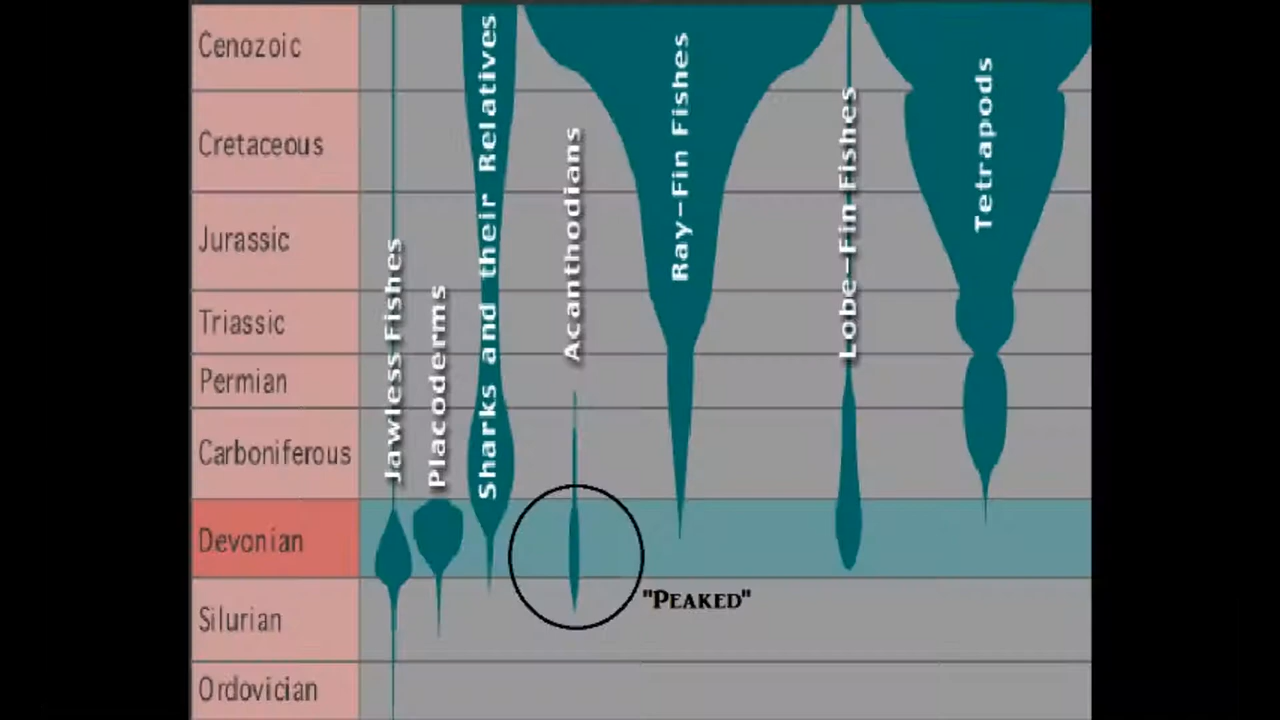 Cenozoic
Cretaceous
Jurassic
Triassic
Permian
Carboniferous
Devonian
Silurian
Ordovician
Jawless Fishes
Placoderms
Sharks and their Relatives
Acanthodians
Ray-Fin Fishes
Lobe-Fin Fishes
Tetrapods
"PEAKED"